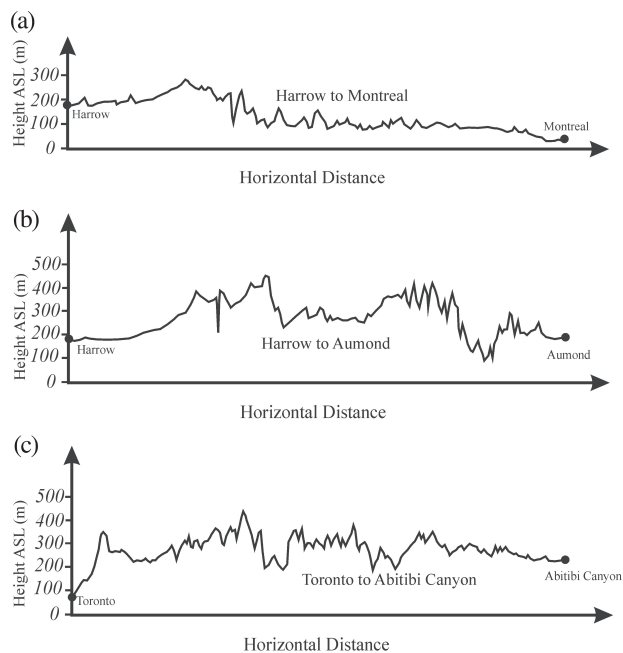 (a)
Height ASL (m)
300
200
100
0
Harrow
Harrow to Montreal
Montreal
Horizontal Distance
(b)
Height ASL (m)
500
400
300
200
100
0
Harrow
Harrow to Aumond
Aumond
Horizontal Distance
(c)
Height ASL (m)
500
400
300
200
100
0
Toronto
Toronto to Abitibi Canyon
Abitibi Canyon
Horizontal Distance